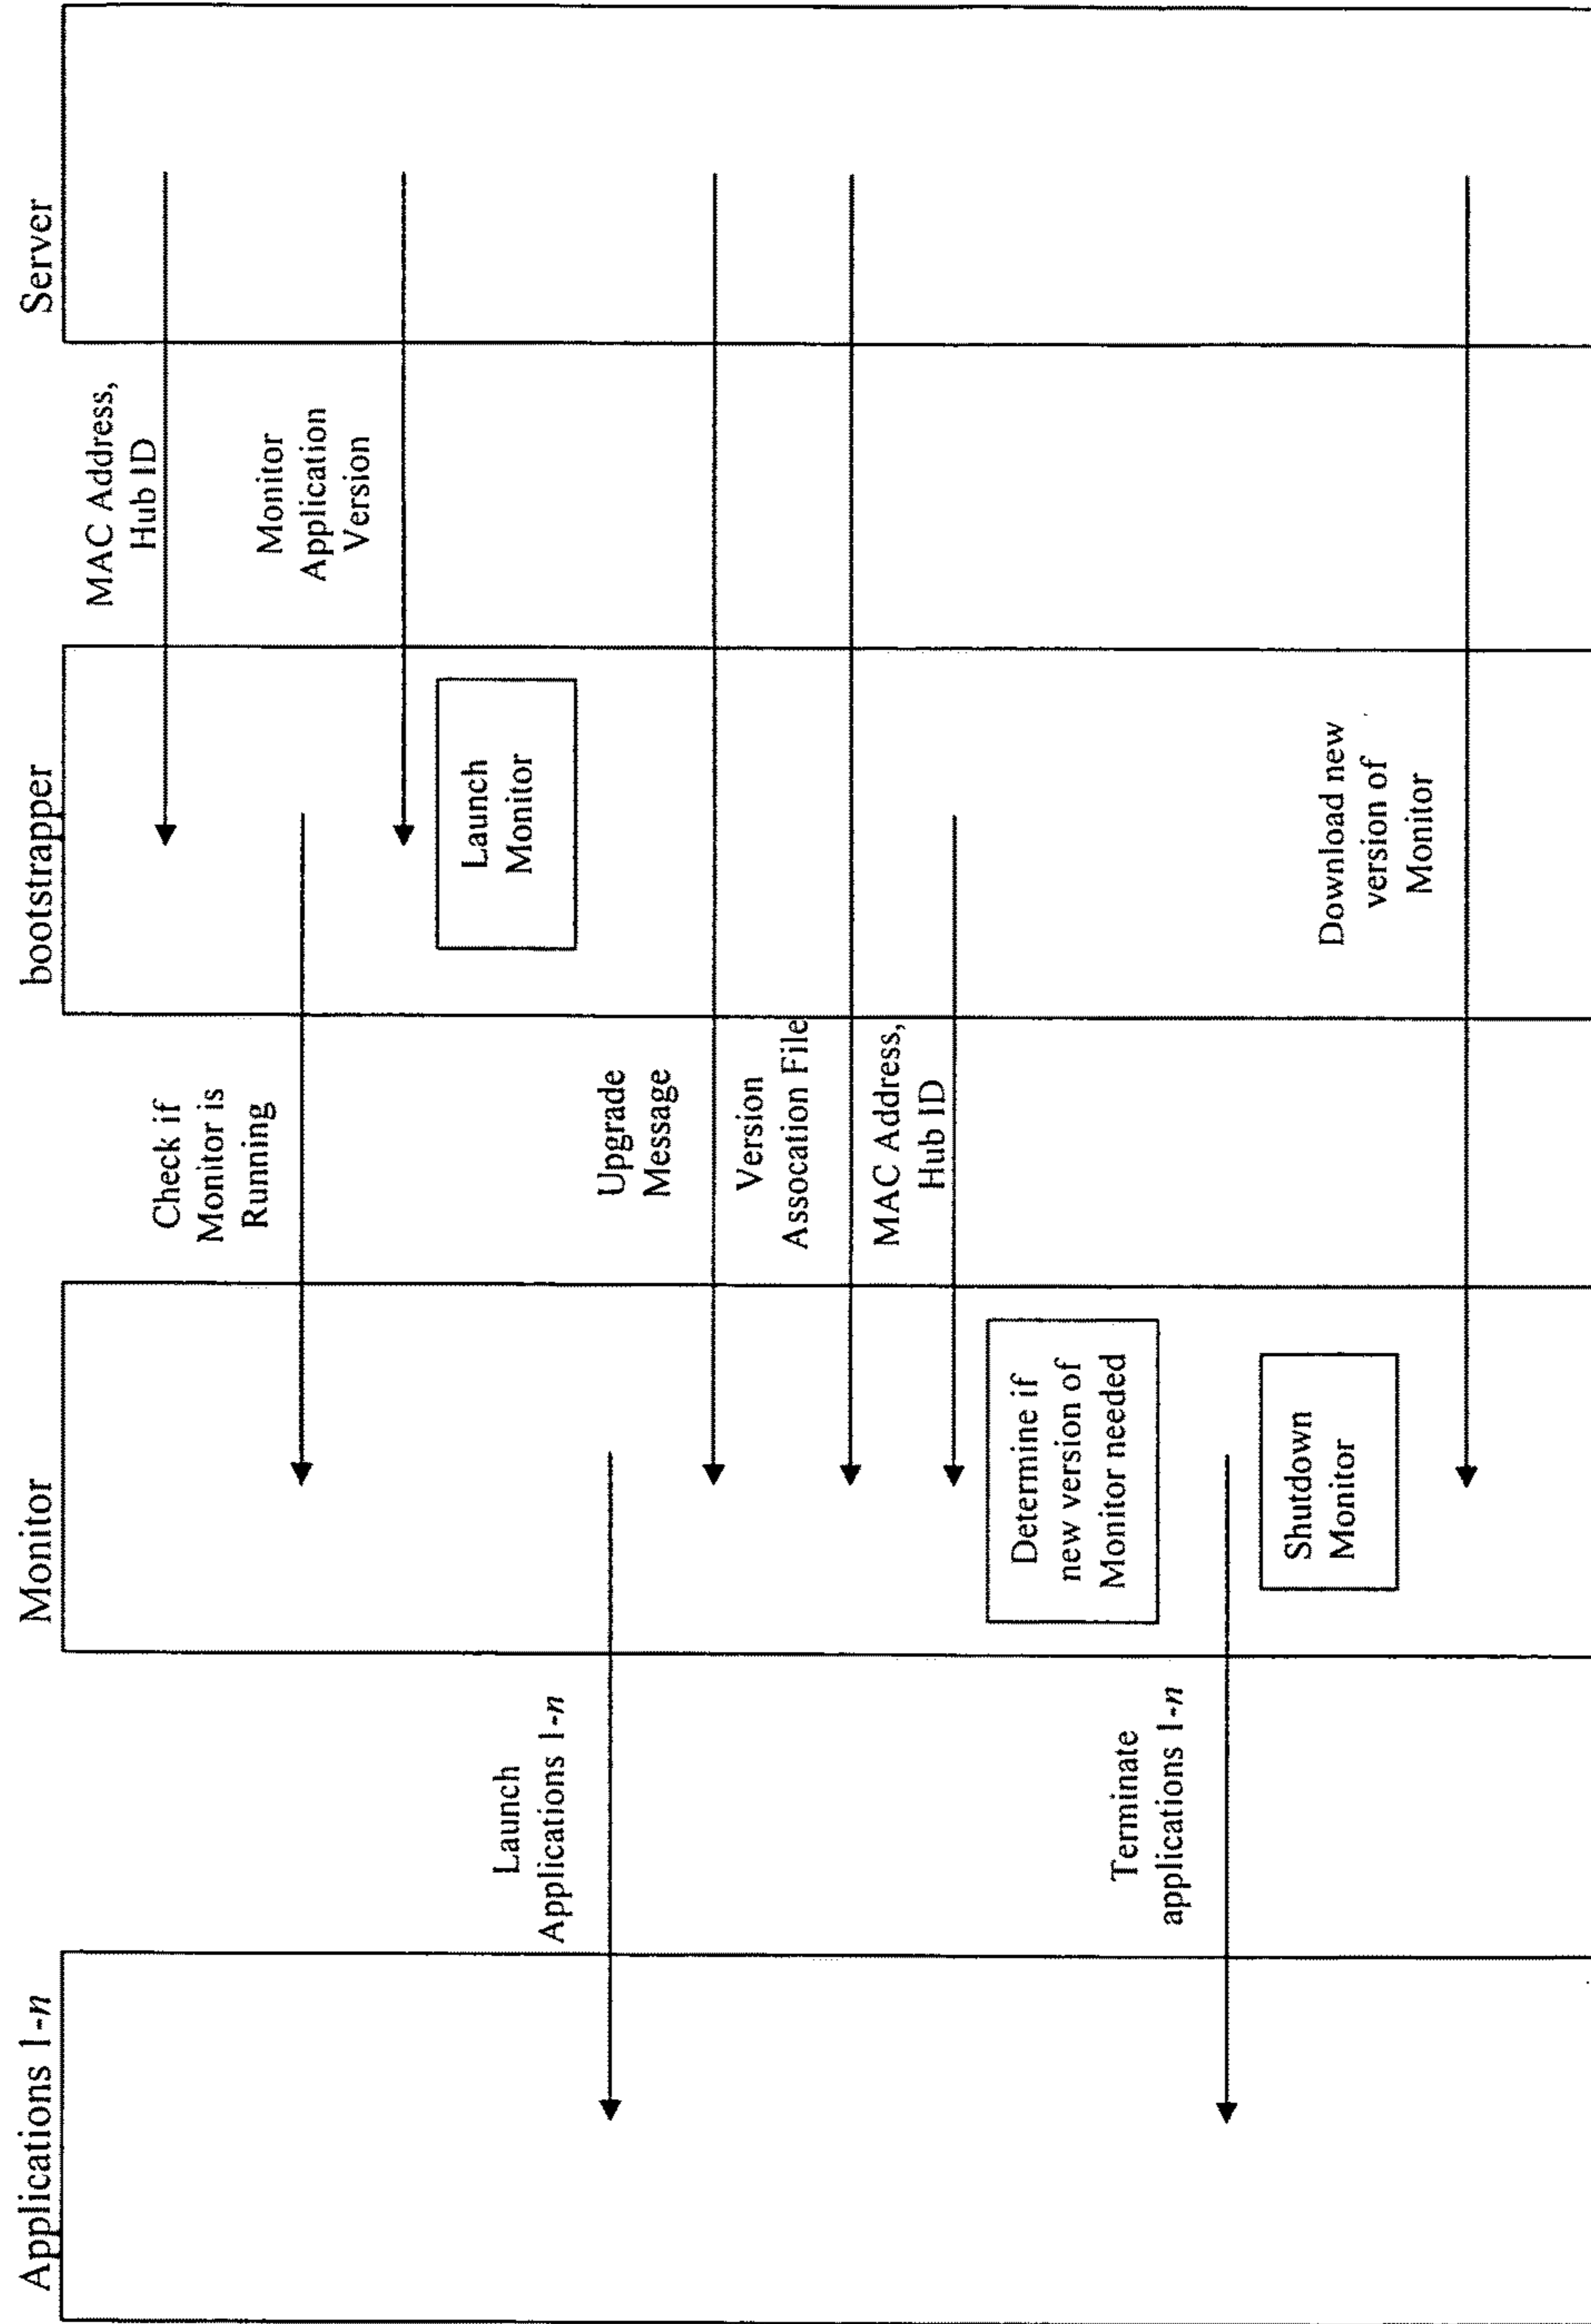 Applications 1-n
Monitor
bootstrapper
Server
MAC Address,
Hub ID
Check if
Monitor is
Running
Monitor
Application
Version
Launch
Monitor
Launch
Applications 1-n
Upgrade
Message
Version
Assocation File
MAC Address,
Hub ID
Determine if
new version of
Monitor needed
Terminate
applications 1-n
Shutdown
Monitor
Download new
version of
Monitor